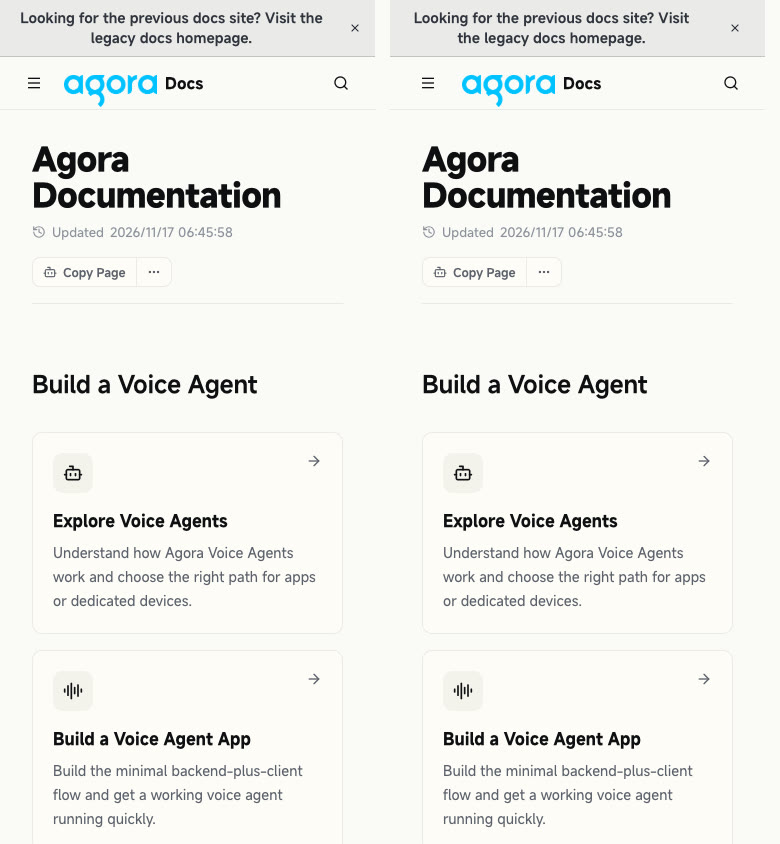 Looking for the previous docs site? Visit the
legacy docs homepage.
agora Docs
Agora
Documentation
Updated 2026/11/17 06:45:58
Copy Page
Build a Voice Agent
Explore Voice Agents
Understand how Agora Voice Agents
work and choose the right path for apps
or dedicated devices.
Build a Voice Agent App
Build the minimal backend-plus-client
flow and get a working voice agent
running quickly.
Looking for the previous docs site? Visit
the legacy docs homepage.
agora Docs
Agora
Documentation
Updated 2026/11/17 06:45:58
Copy Page
Build a Voice Agent
Explore Voice Agents
Understand how Agora Voice Agents
work and choose the right path for apps
or dedicated devices.
Build a Voice Agent App
Build the minimal backend-plus-client
flow and get a working voice agent
running quickly.